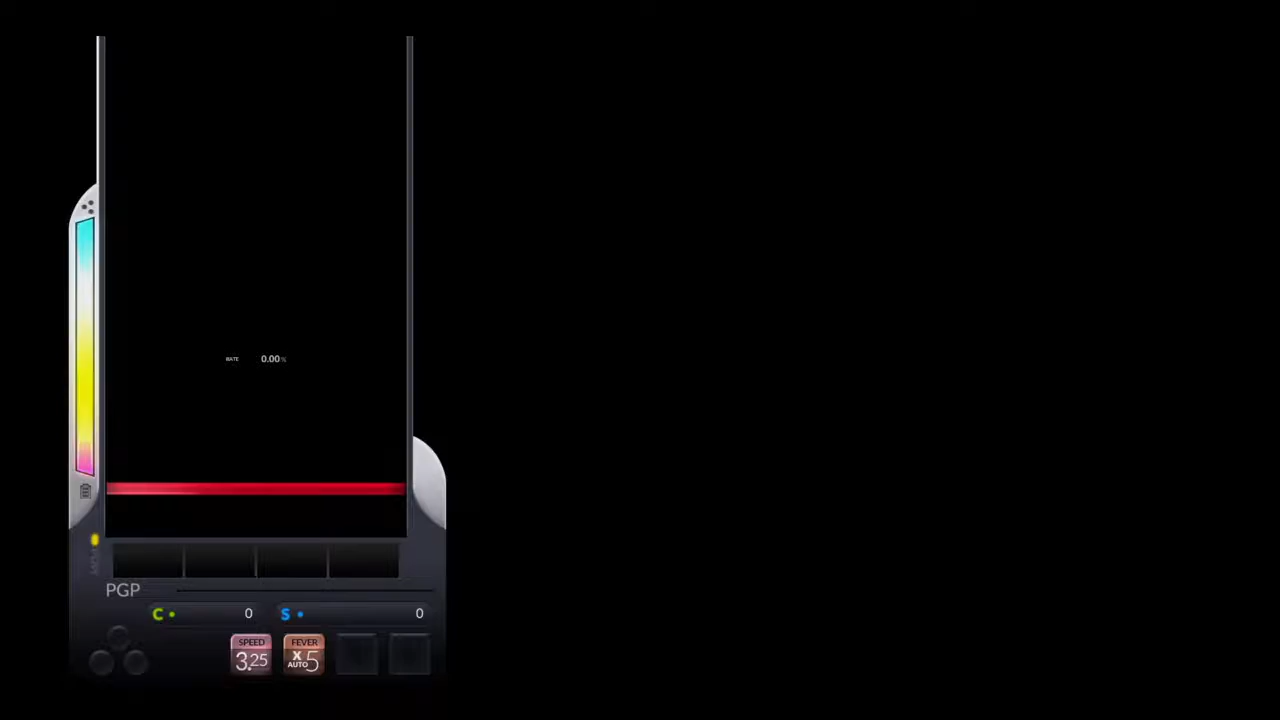 RATE 0.00%
PGP
C 0 S 0
SPEED FEVER
3.25 X AUTO 5